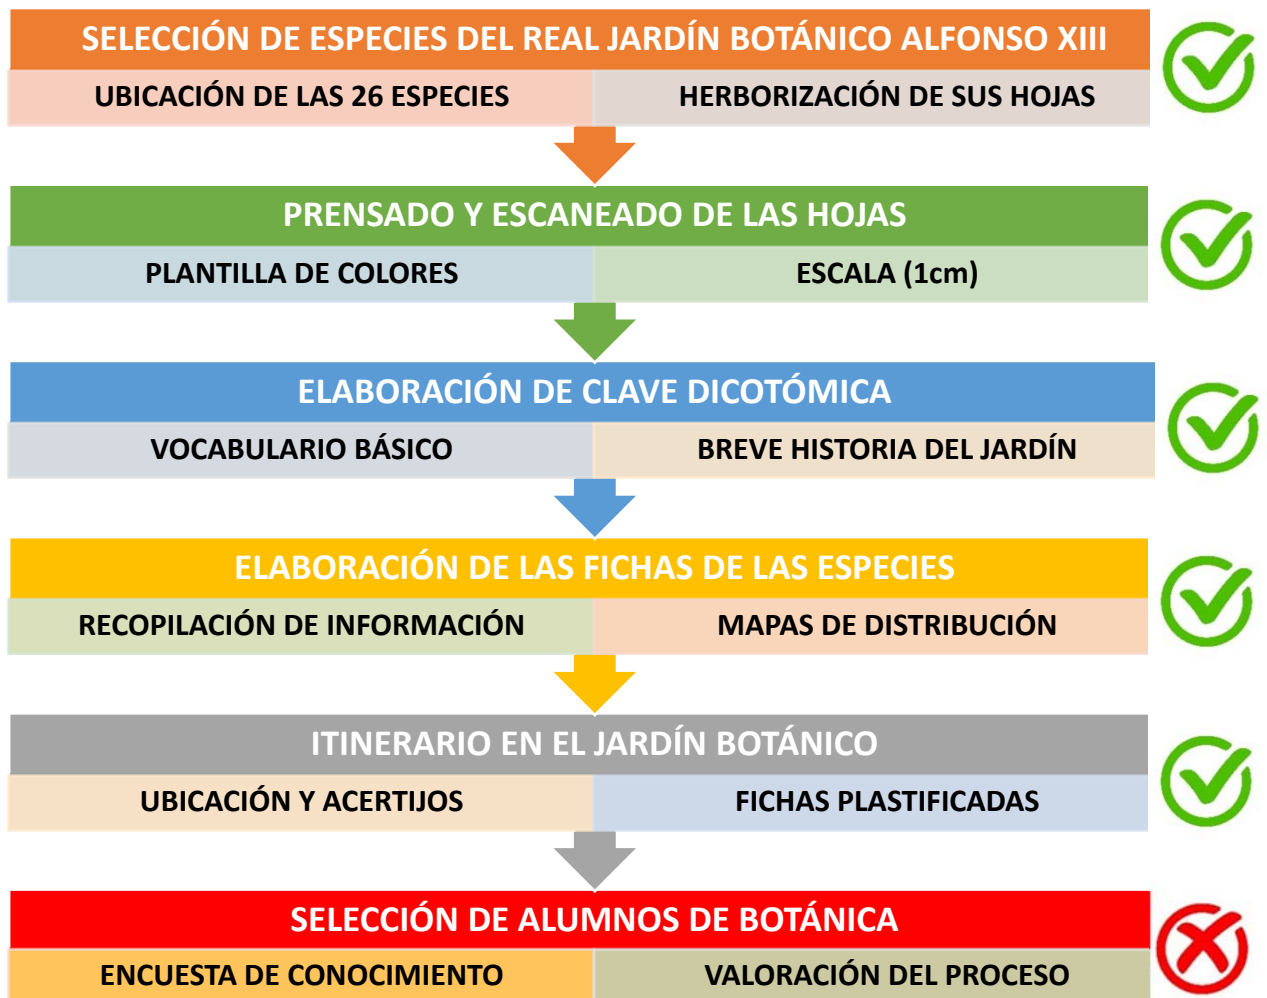 SELECCIÓN DE ESPECIES DEL REAL JARDÍN BOTÁNICO ALFONSO XIII
UBICACIÓN DE LAS 26 ESPECIES
HERBORIZACIÓN DE SUS HOJAS
PRENSADO Y ESCANEADO DE LAS HOJAS
PLANTILLA DE COLORES
ESCALA (1cm)
ELABORACIÓN DE CLAVE DICOTÓMICA
VOCABULARIO BÁSICO
BREVE HISTORIA DEL JARDÍN
ELABORACIÓN DE LAS FICHAS DE LAS ESPECIES
RECOPILACIÓN DE INFORMACIÓN
MAPAS DE DISTRIBUCIÓN
ITINERARIO EN EL JARDÍN BOTÁNICO
UBICACIÓN Y ACERTIJOS
FICHAS PLASTIFICADAS
SELECCIÓN DE ALUMNOS DE BOTÁNICA
ENCUESTA DE CONOCIMIENTO
VALORACIÓN DEL PROCESO